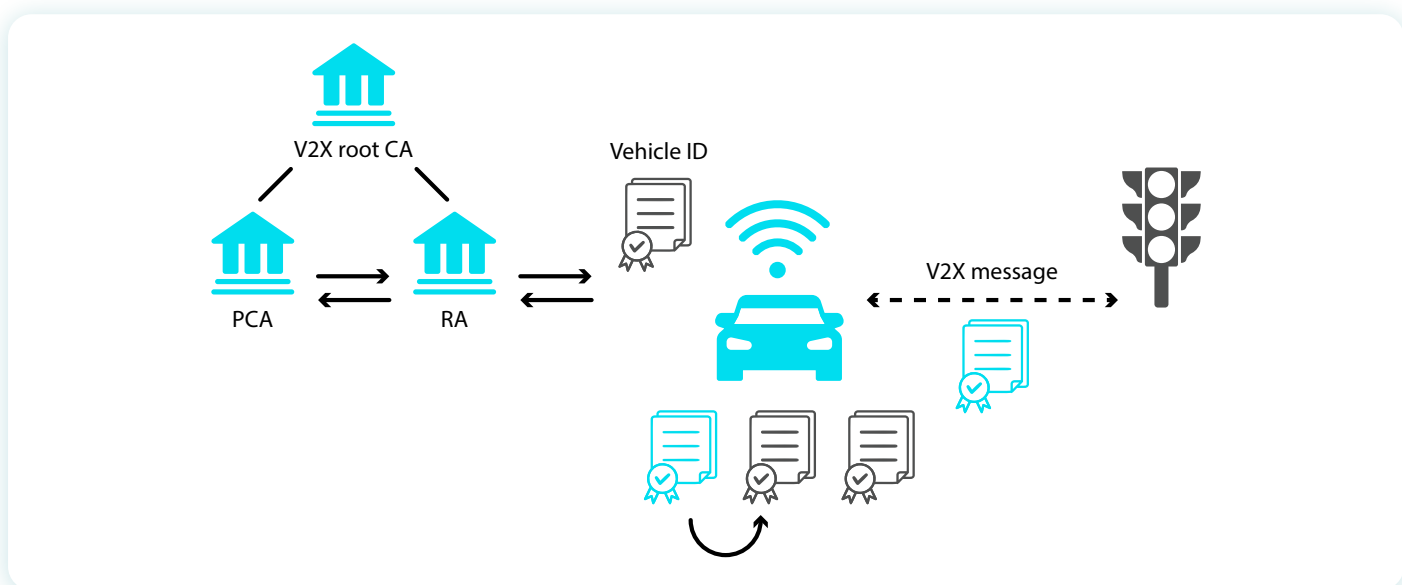 V2X root CA
Vehicle ID
PCA
RA
V2X message